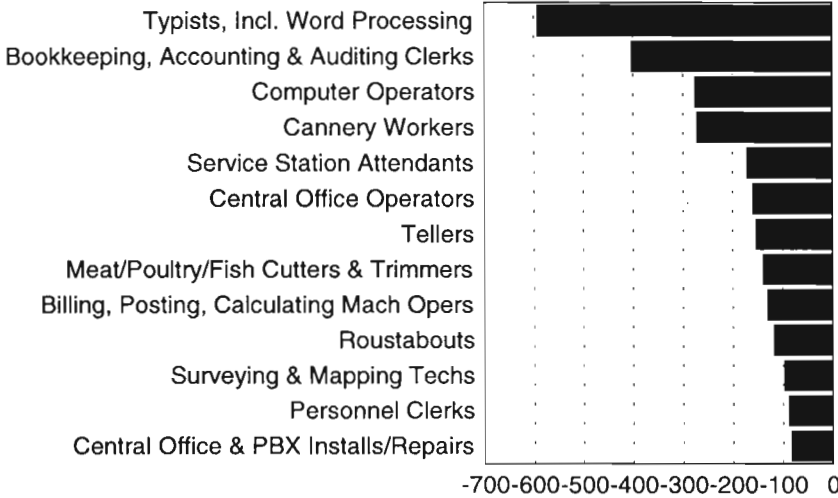 Typists, Incl. Word Processing
Bookkeeping, Accounting & Auditing Clerks
Computer Operators
Cannery Workers
Service Station Attendants
Central Office Operators
Tellers
Meat/Poultry/Fish Cutters & Trimmers
Billing, Posting, Calculating Mach Opers
Roustabouts
Surveying & Mapping Techs
Personnel Clerks
Central Office & PBX Installs/Repairs
-700-600-500-400-300-200-100 0